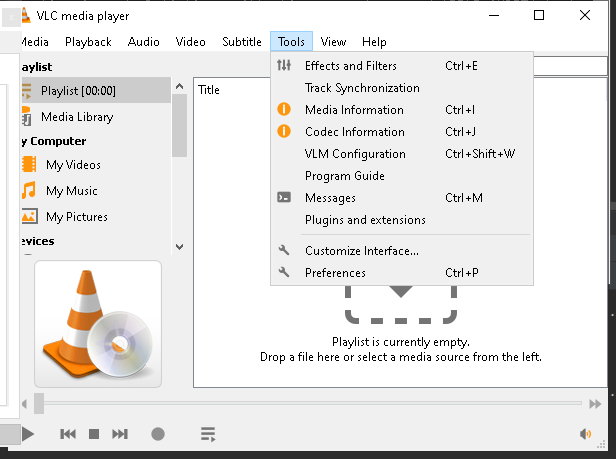 VLC media player
Media Playback Audio Video Subtitle Tools View Help
aylist
Playlist [00:00]
Media Library
y Computer
My Videos
My Music
My Pictures
evices
Title
Effects and Filters Ctrl+E
Track Synchronization
Media Information Ctrl+I
Codec Information Ctrl+J
VLM Configuration Ctrl+Shift+W
Program Guide
Messages Ctrl+M
Plugins and extensions
Customize Interface...
Preferences Ctrl+P
Playlist is currently empty.
Drop a file here or select a media source from the left.